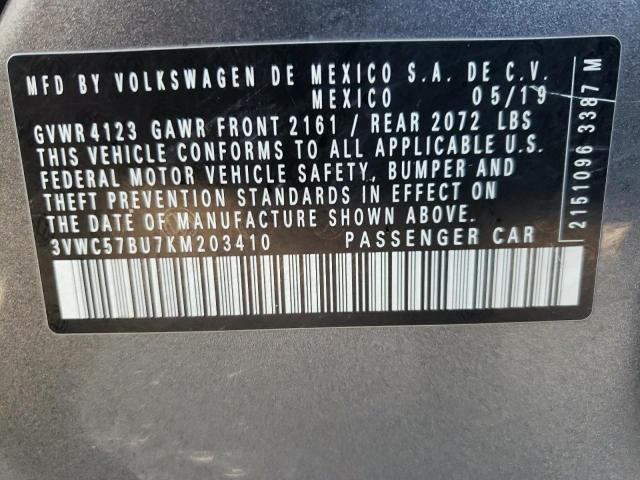 MFD BY VOLKSWAGEN DE MEXICO S.A. DE C.V.
MEXICO 05/19
GVWR 4123 GAWR FRONT 2161 / REAR 2072 LBS
THIS VEHICLE CONFORMS TO ALL APPLICABLE U.S.
FEDERAL MOTOR VEHICLE SAFETY, BUMPER AND
THEFT PREVENTION STANDARDS IN EFFECT ON
THE DATE OF MANUFACTURE SHOWN ABOVE.
3VWC57BU7KM203410 PASSENGER CAR
2151096 3387 M